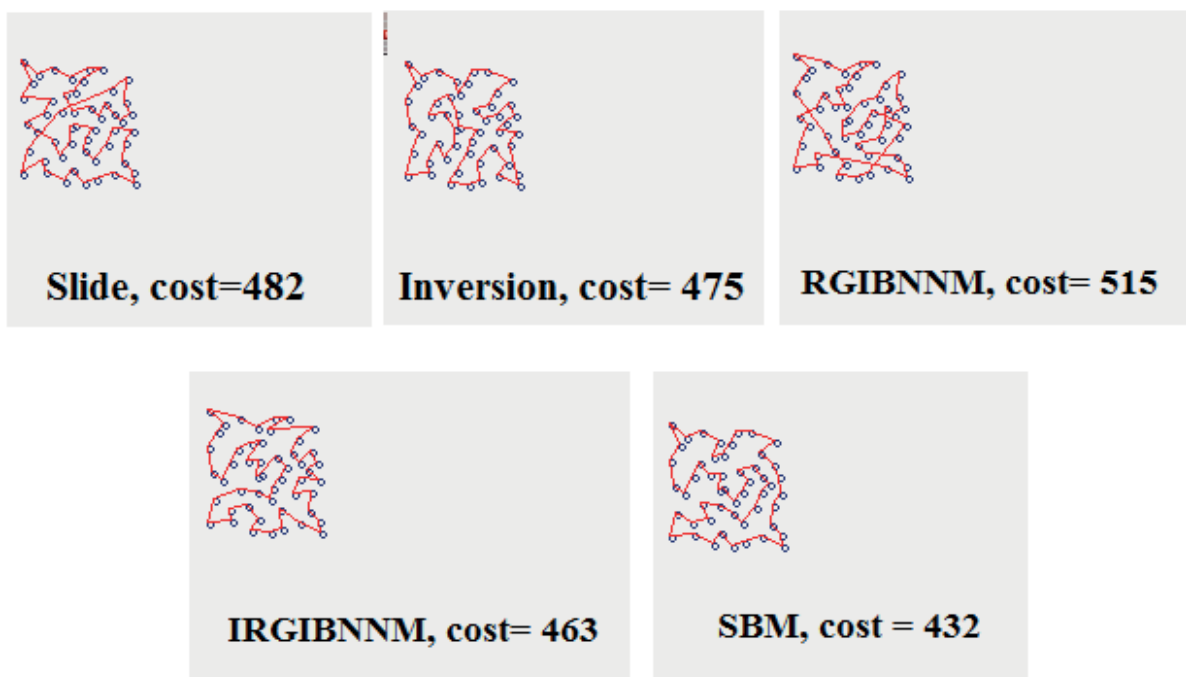 Slide, cost=482
Inversion, cost= 475
RGIBNNM, cost= 515
IRGIBNNM, cost= 463
SBM, cost = 432